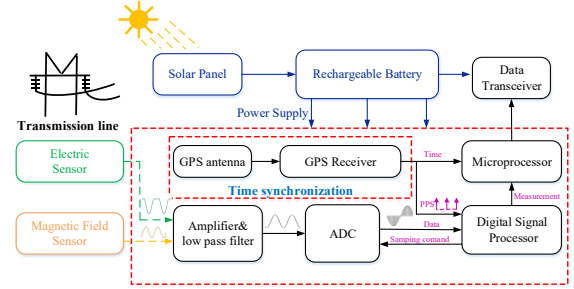 Solar Panel
Rechargeable Battery
Data
Transceiver
Transmission line
Power Supply
Electric
Sensor
GPS antenna
GPS Receiver
Time
Microprocessor
Time synchronization
Measurement
PPS
Magnetic Field
Sensor
Amplifier&
low pass filter
ADC
Data
Samping comand
Digital Signal
Processor